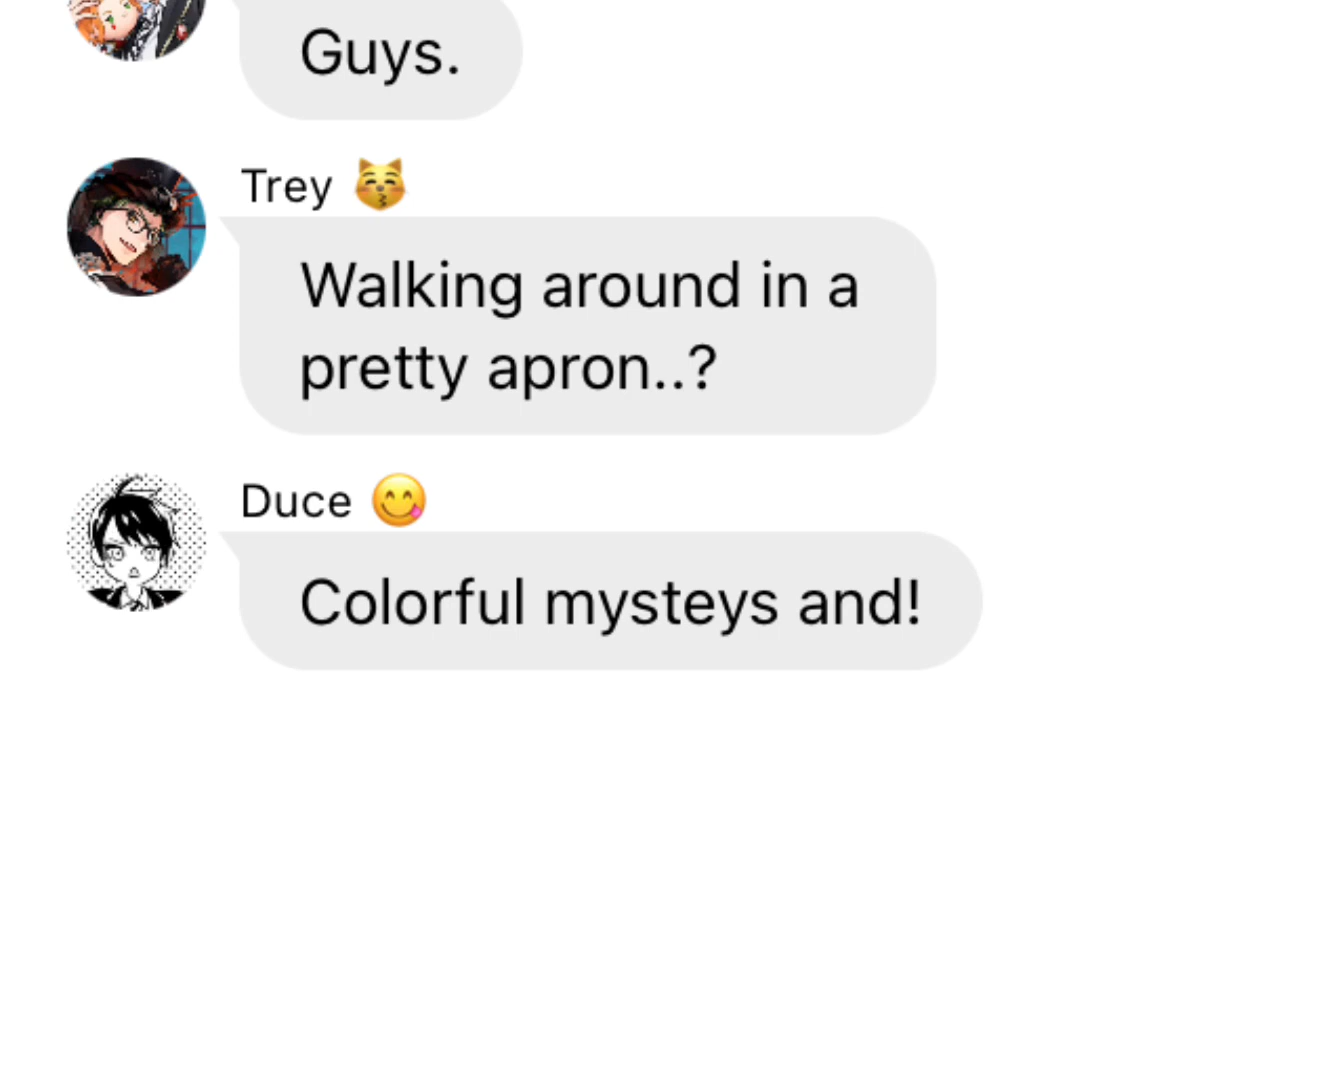 Guys.
Trey 😽
Walking around in a
pretty apron..?
Duce 😋
Colorful mysteys and!